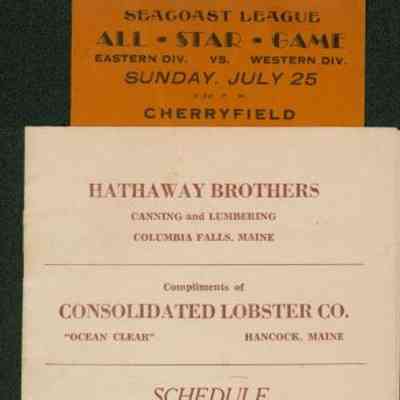 SEACOAST LEAGUE
ALL • STAR • GAME
EASTERN DIV. VS. WESTERN DIV.
SUNDAY, JULY 25
CHERRYFIELD
HATHAWAY BROTHERS
CANNING and LUMBERING
COLUMBIA FALLS, MAINE
Compliments of
CONSOLIDATED LOBSTER CO.
"OCEAN CLEAR" HANCOCK, MAINE
SCHEDULE